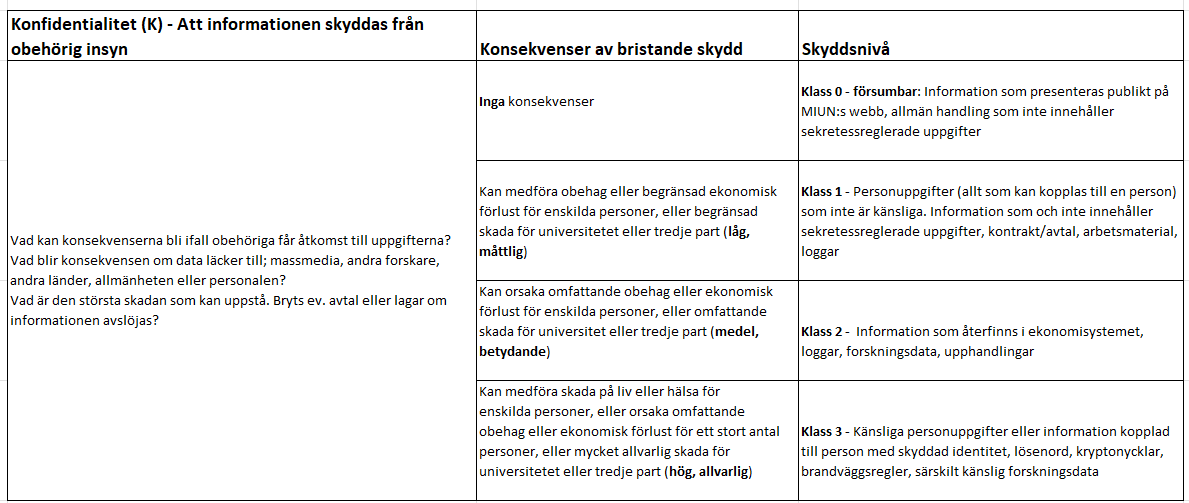 Konfidentialitet (K) - Att informationen skyddas från
obehörig insyn
Konsekvenser av bristande skydd
Skyddsnivå
Vad kan konsekvenserna bli ifall obehöriga får åtkomst till uppgifterna?
Vad blir konsekvensen om data läcker till; massmedia, andra forskare,
andra länder, allmänheten eller personalen?
Vad är den största skadan som kan uppstå. Bryts ev. avtal eller lagar om
informationen avslöjas?
Inga konsekvenser
Klass 0 - försumbar: Information som presenteras publikt på
MIUN:s webb, allmän handling som inte innehåller
sekretessreglerade uppgifter
Kan medföra obehag eller begränsad ekonomisk
förlust för enskilda personer, eller begränsad
skada för universitetet eller tredje part (låg,
måttlig)
Klass 1 - Personuppgifter (allt som kan kopplas till en person)
som inte är känsliga. Information som och inte innehåller
sekretessreglerade uppgifter, kontrakt/avtal, arbetsmaterial,
loggar
Kan orsaka omfattande obehag eller ekonomisk
förlust för enskilda personer, eller omfattande
skada för universitet eller tredje part (medel,
betydande)
Klass 2 -  Information som återfinns i ekonomisystemet,
loggar, forskningsdata, upphandlingar
Kan medföra skada på liv eller hälsa för
enskilda personer, eller orsaka omfattande
obehag eller ekonomisk förlust för ett stort antal
personer, eller mycket allvarlig skada för
universitetet eller tredje part (hög, allvarlig)
Klass 3 - Känsliga personuppgifter eller information kopplad
till person med skyddad identitet, lösenord, kryptonycklar,
brandväggsregler, särskilt känslig forskningsdata